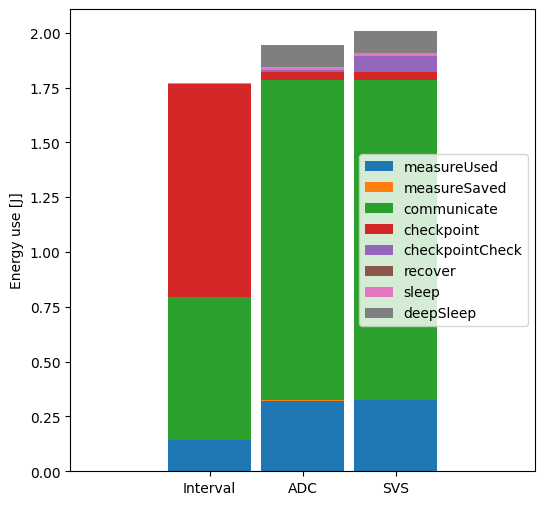 2.00
1.75
1.50
1.25
1.00
0.75
0.50
0.25
0.00
Energy use [J]
Interval
ADC
SVS
measureUsed
measureSaved
communicate
checkpoint
checkpointCheck
recover
sleep
deepSleep